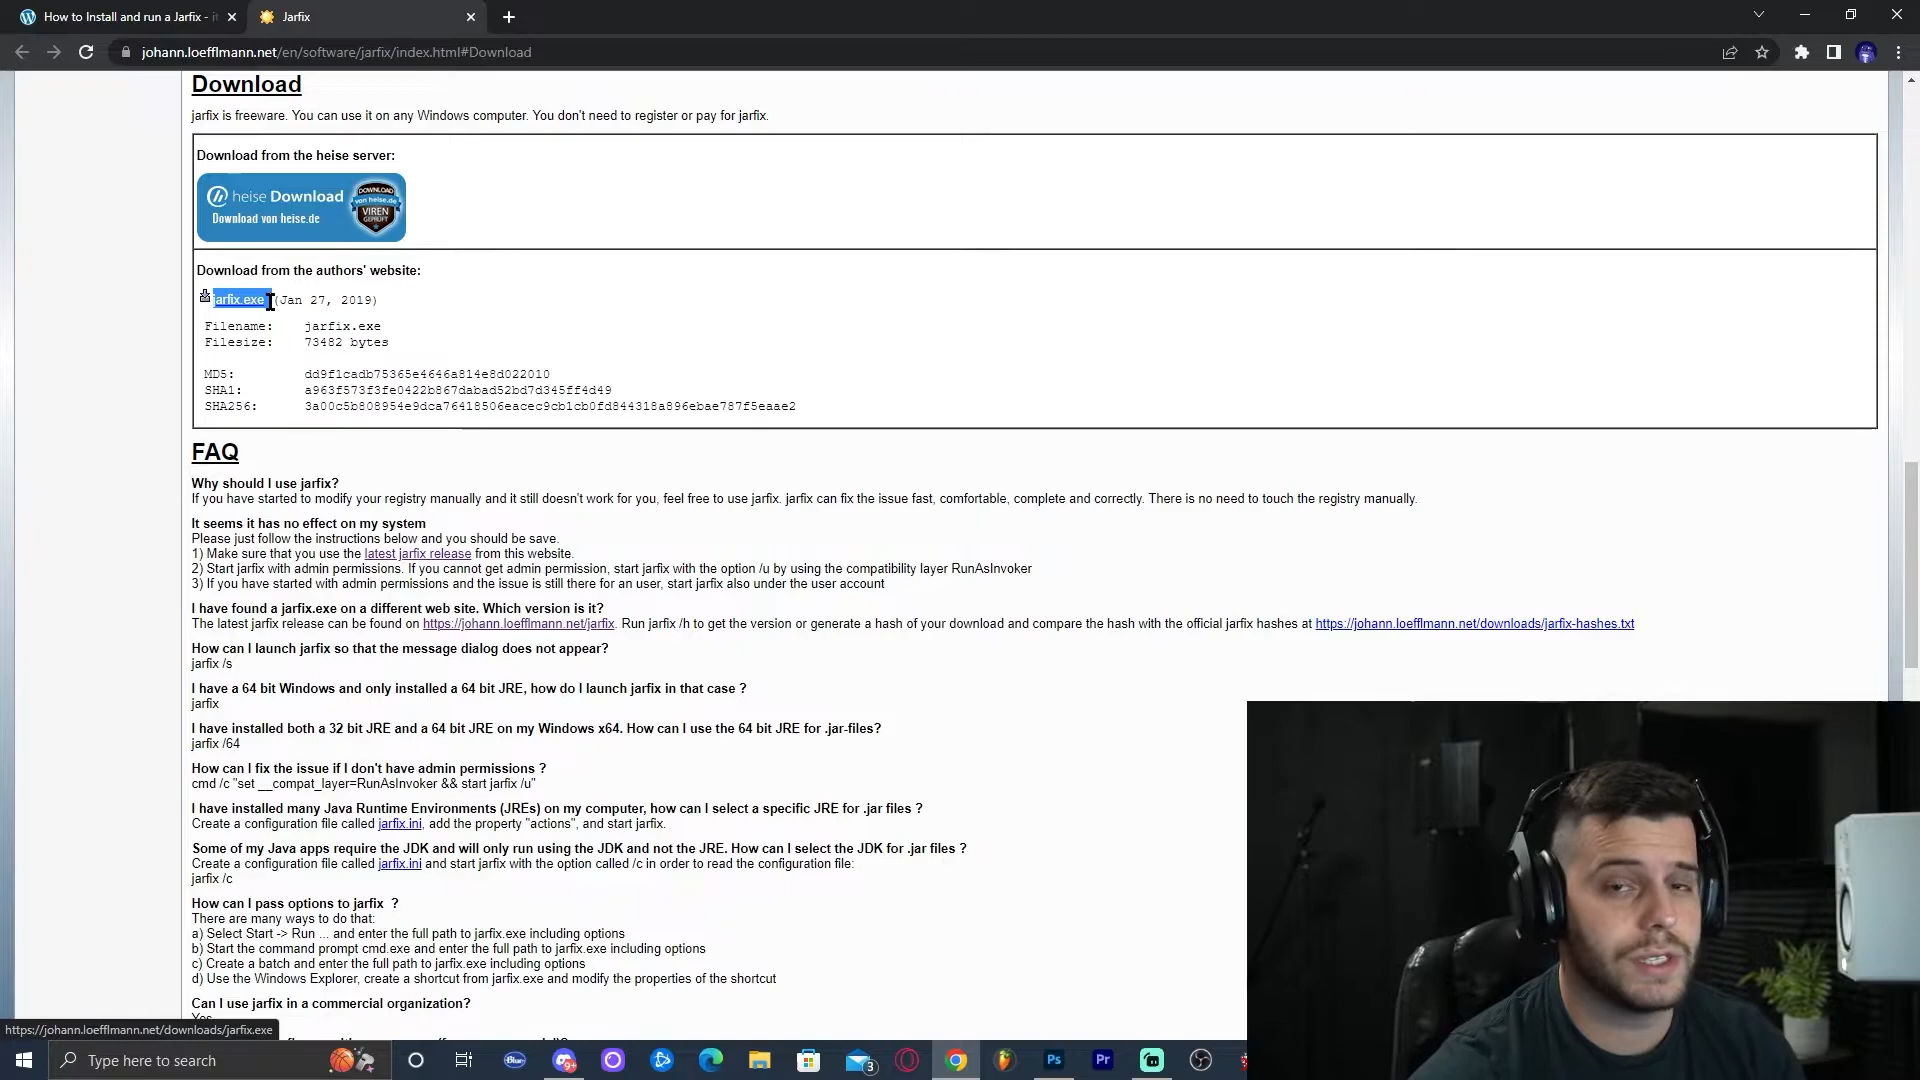 How to Install and run a Jarfix - it
Jarfix
johann.loefflmann.net/en/software/jarfix/index.html#Download
Download
jarfix is freeware. You can use it on any Windows computer. You don't need to register or pay for jarfix.
Download from the heise server:
heise Download
Download von heise.de
DOWNLOAD
von heise.de
VIREN
GEPRÜFT
Download from the authors' website:
jarfix.exe (Jan 27, 2019)
Filename: jarfix.exe
Filesize: 73482 bytes
MD5: dd9f1cadb75365e4646a814e8d022010
SHA1: a963f573f3fe0422b867dabad52bd7d345ff4d49
SHA256: 3a00c5b808954e9dca76418506eacec9cb1cb0fd844318a896ebae787f5eaae2
FAQ
Why should I use jarfix?
If you have started to modify your registry manually and it still doesn't work for you, feel free to use jarfix. jarfix can fix the issue fast, comfortable, complete and correctly. There is no need to touch the registry manually.
It seems it has no effect on my system
Please just follow the instructions below and you should be save.
1) Make sure that you use the latest jarfix release from this website.
2) Start jarfix with admin permissions. If you cannot get admin permission, start jarfix with the option /u by using the compatibility layer RunAsInvoker
3) If you have started with admin permissions and the issue is still there for an user, start jarfix also under the user account
I have found a jarfix.exe on a different web site. Which version is it?
The latest jarfix release can be found on https://johann.loefflmann.net/jarfix. Run jarfix /h to get the version or generate a hash of your download and compare the hash with the official jarfix hashes at https://johann.loefflmann.net/downloads/jarfix-hashes.txt
How can I launch jarfix so that the message dialog does not appear?
jarfix /s
I have a 64 bit Windows and only installed a 64 bit JRE, how do I launch jarfix in that case ?
jarfix
I have installed both a 32 bit JRE and a 64 bit JRE on my Windows x64. How can I use the 64 bit JRE for .jar-files?
jarfix /64
How can I fix the issue if I don't have admin permissions ?
cmd /c "set __compat_layer=RunAsInvoker && start jarfix /u"
I have installed many Java Runtime Environments (JREs) on my computer, how can I select a specific JRE for .jar files ?
Create a configuration file called jarfix.ini, add the property "actions", and start jarfix.
Some of my Java apps require the JDK and will only run using the JDK and not the JRE. How can I select the JDK for .jar files ?
Create a configuration file called jarfix.ini and start jarfix with the option called /c in order to read the configuration file:
jarfix /c
How can I pass options to jarfix ?
There are many ways to do that:
a) Select Start -> Run ... and enter the full path to jarfix.exe including options
b) Start the command prompt cmd.exe and enter the full path to jarfix.exe including options
c) Create a batch and enter the full path to jarfix.exe including options
d) Use the Windows Explorer, create a shortcut from jarfix.exe and modify the properties of the shortcut
Can I use jarfix in a commercial organization?
Yes
https://johann.loefflmann.net/downloads/jarfix.exe
Type here to search
Blue
9+
3
Ps
Pr